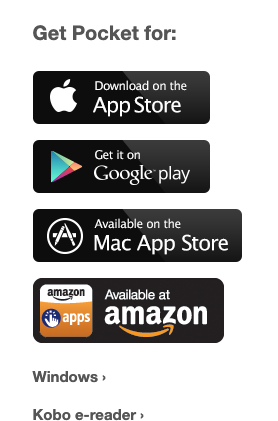 Get Pocket for:
Download on the
App Store
Get it on
Google play
Available on the
Mac App Store
amazon
apps
Available at
amazon
Windows ›
Kobo e-reader ›